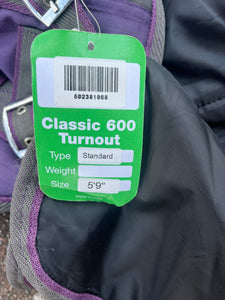 602381008
Classic 600
Turnout
Type Standard
Weight
Size 5'9"